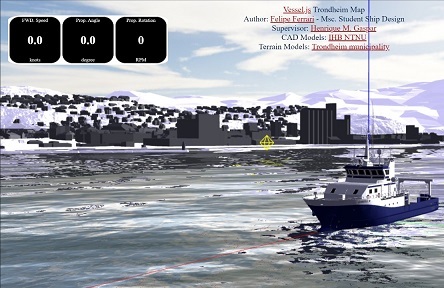 FWD. Speed
0.0
knots
Prop. Angle
0.0
degree
Prop. Rotation
0
RPM
Vessel.js Trondheim Map
Author: Felipe Ferrari - Msc. Student Ship Design
Supervisor: Henrique M. Gaspar
CAD Models: IHB NTNU
Terrain Models: Trondheim municipality